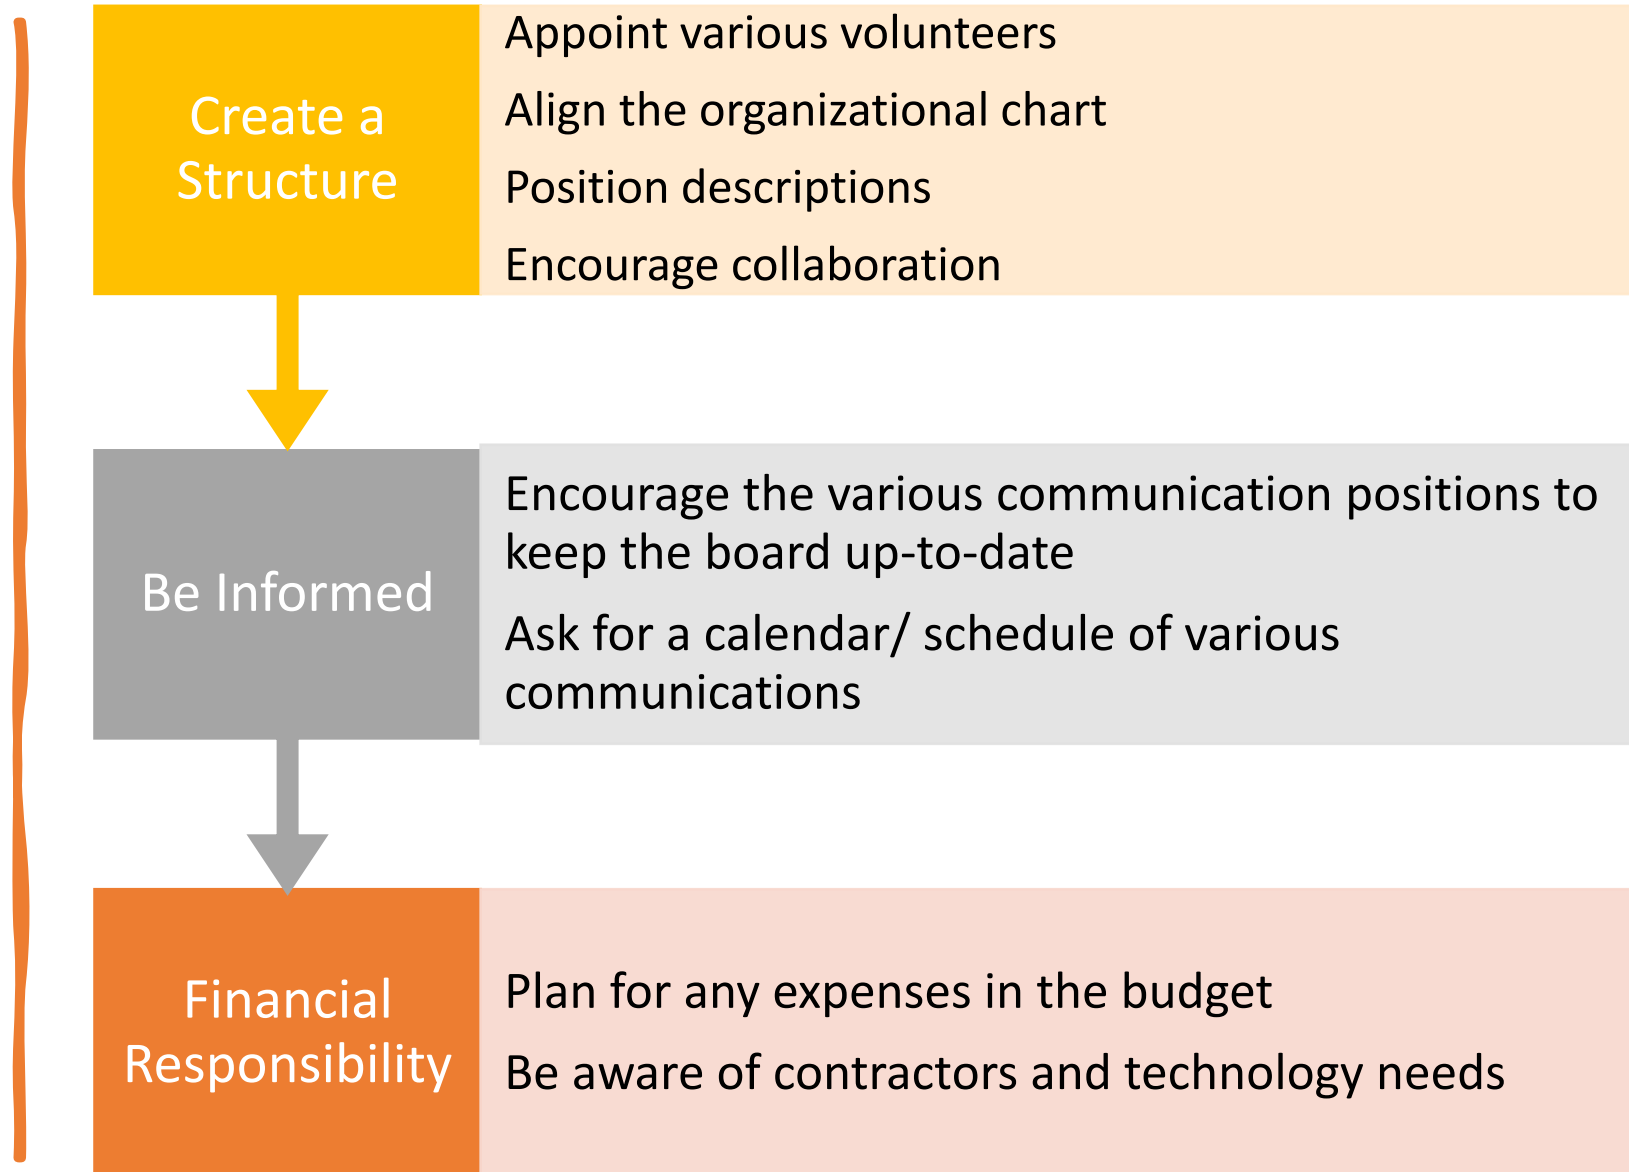 Create a
Structure
Appoint various volunteers
Align the organizational chart
Position descriptions
Encourage collaboration
Be Informed
Encourage the various communication positions to
keep the board up-to-date
Ask for a calendar/ schedule of various
communications
Financial
Responsibility
Plan for any expenses in the budget
Be aware of contractors and technology needs